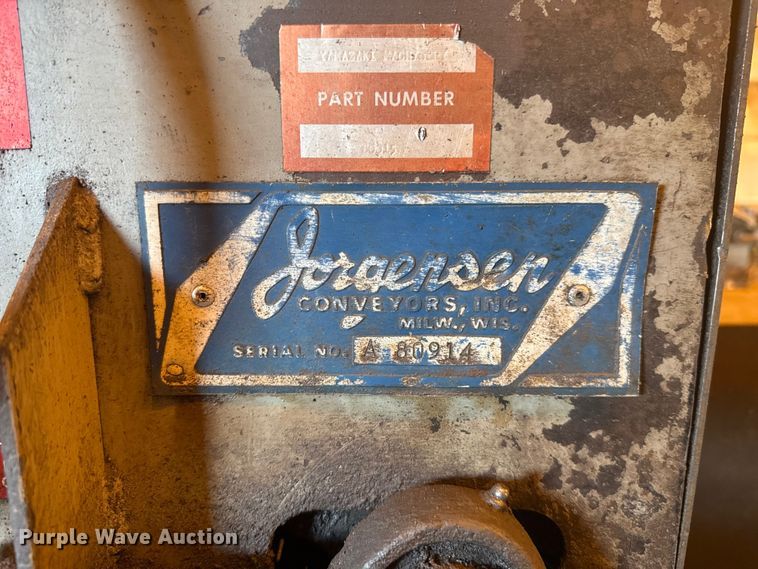 PART NUMBER
Jorgensen
CONVEYORS, INC.
MILW., WIS.
SERIAL NO. A 80914
Purple Wave Auction